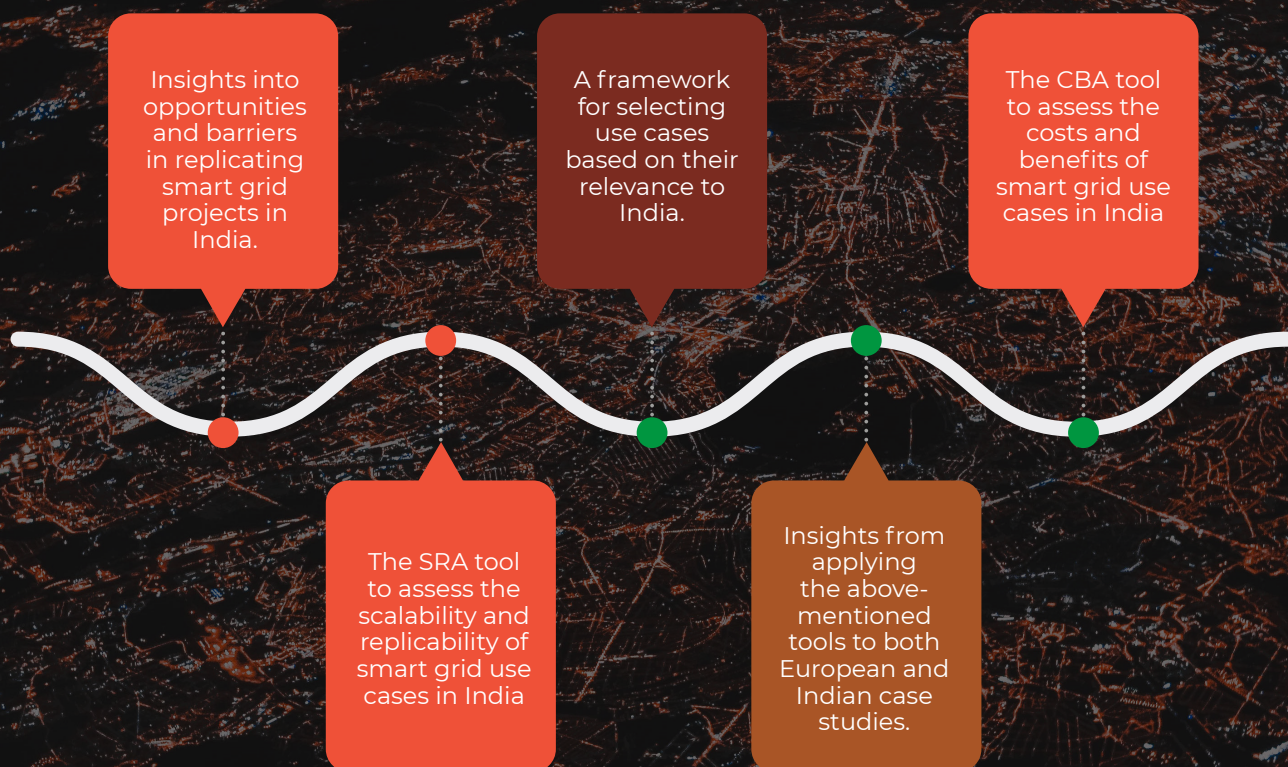 Insights into
opportunities
and barriers
in replicating
smart grid
projects in
India.
The SRA tool
to assess the
scalability and
replicability of
smart grid use
cases in India
A framework
for selecting
use cases
based on their
relevance to
India.
Insights from
applying
the above-
mentioned
tools to both
European and
Indian case
studies.
The CBA tool
to assess the
costs and
benefits of
smart grid use
cases in India